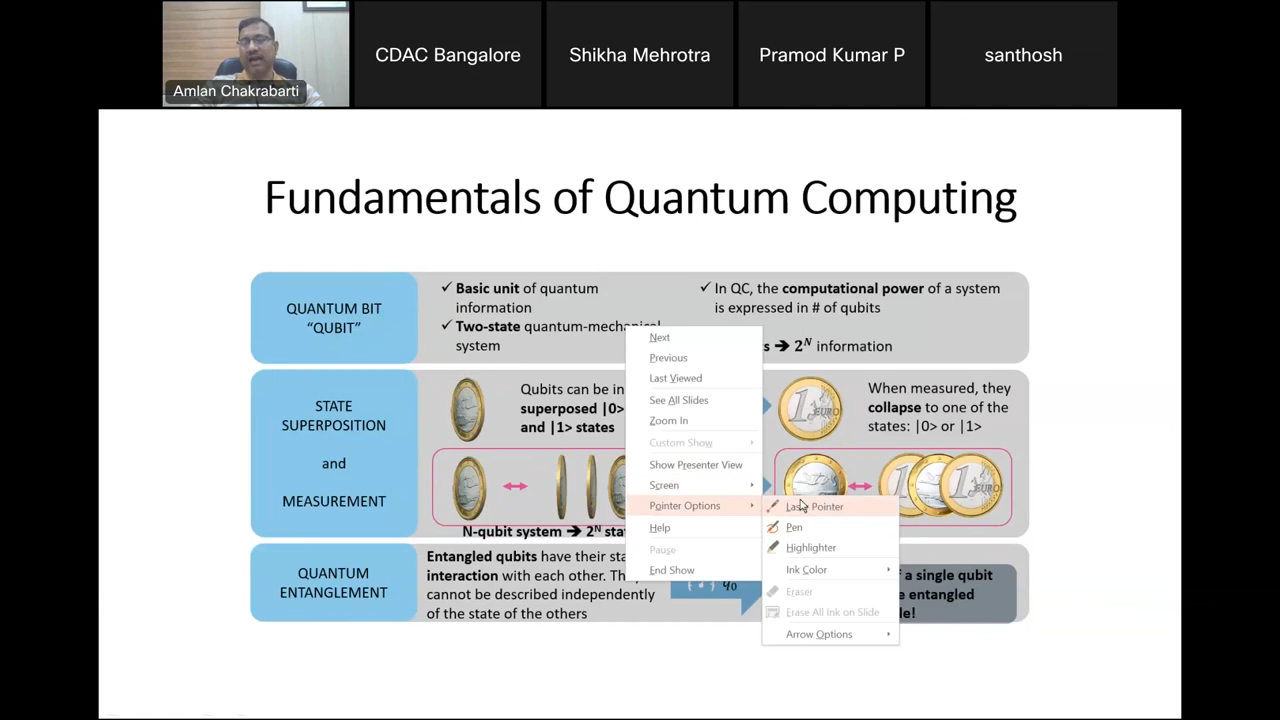 Amlan Chakrabarti
CDAC Bangalore
Shikha Mehrotra
Pramod Kumar P
santhosh
Fundamentals of Quantum Computing
QUANTUM BIT
“QUBIT”
✓ Basic unit of quantum
information
✓ Two-state quantum-mechanical
system
✓ In QC, the computational power of a system
is expressed in # of qubits
➔ 2^N information
STATE
SUPERPOSITION
and
MEASUREMENT
Qubits can be in
superposed |0>
and |1> states
When measured, they
collapse to one of the
states: |0> or |1>
1 EURO
N-qubit system ➔ 2^N
QUANTUM
ENTANGLEMENT
Entangled qubits have their
interaction with each other.
cannot be described independently
of the state of the others
q0
a single qubit
entangled
Next
Previous
Last Viewed
See All Slides
Zoom In
Custom Show
Show Presenter View
Screen
Pointer Options
Help
Pause
End Show
Laser Pointer
Pen
Highlighter
Ink Color
Eraser
Erase All Ink on Slide
Arrow Options